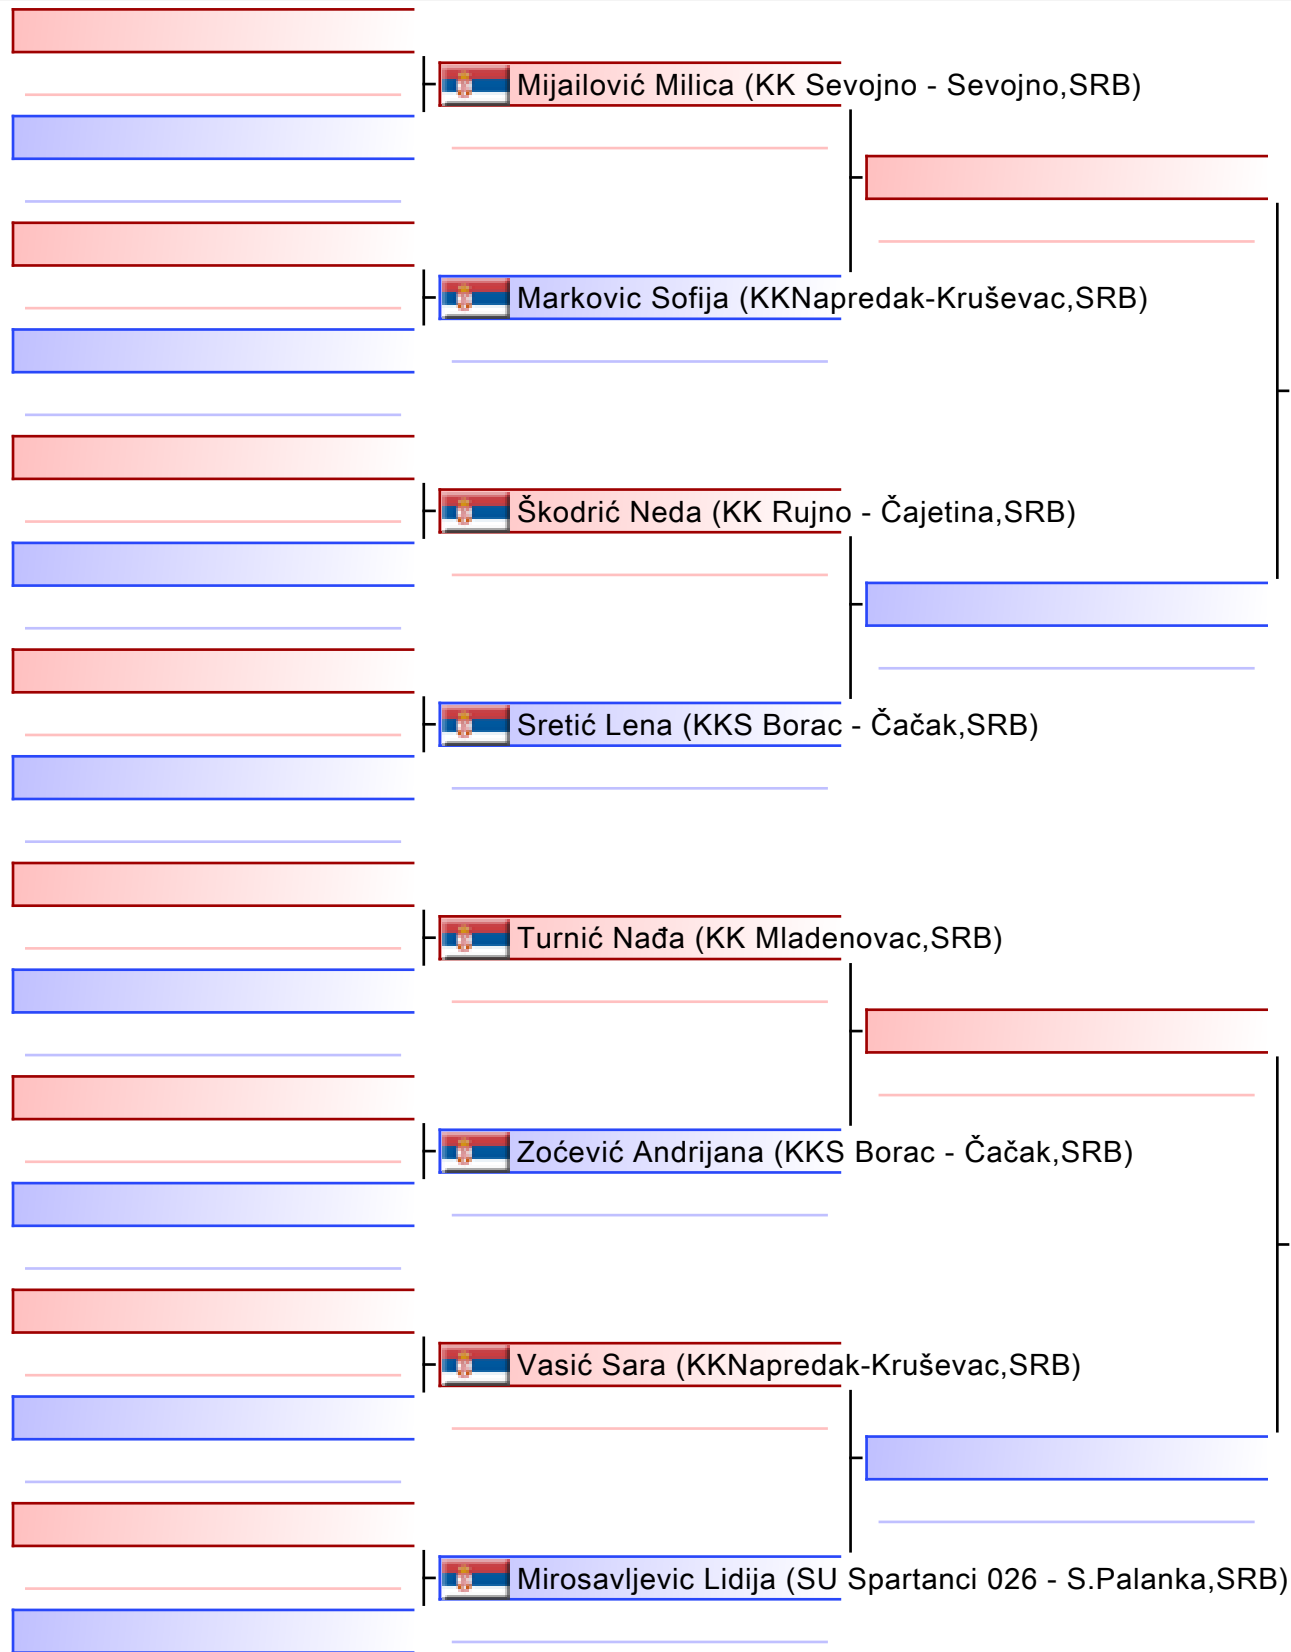 Mijailović Milica (KK Sevojno - Sevojno,SRB)
Markovic Sofija (KKNapredak-Kruševac,SRB)
Škodrić Neda (KK Rujno - Čajetina,SRB)
Sretić Lena (KKS Borac - Čačak,SRB)
Turnić Nađa (KK Mladenovac,SRB)
Zoćević Andrijana (KKS Borac - Čačak,SRB)
Vasić Sara (KKNapredak-Kruševac,SRB)
Mirosavljevic Lidija (SU Spartanci 026 - S.Palanka,SRB)